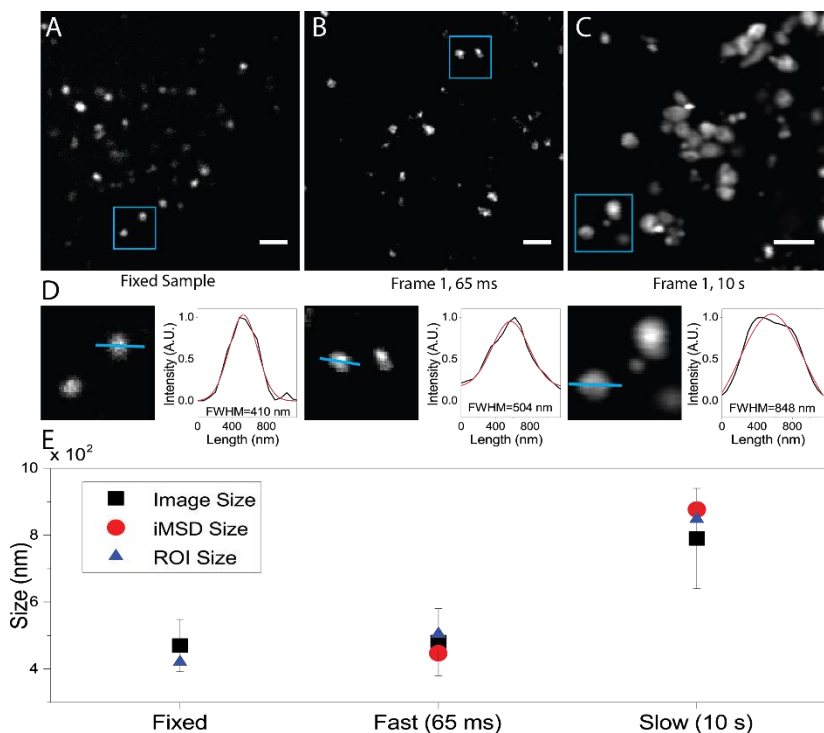 A
B
C
Fixed Sample
Frame 1, 65 ms
Frame 1, 10 s
D
Intensity (A.U.)
1.0
0.5
0.0
FWHM=410 nm
0 400 800
Length (nm)
Intensity (A.U.)
1.0
0.5
0.0
FWHM=504 nm
0 400 800
Length (nm)
Intensity (A.U.)
1.0
0.5
0.0
FWHM=848 nm
0 400 800
Length (nm)
E
x 10²
10
8
6
4
Size (nm)
Image Size
iMSD Size
ROI Size
Fixed
Fast (65 ms)
Slow (10 s)